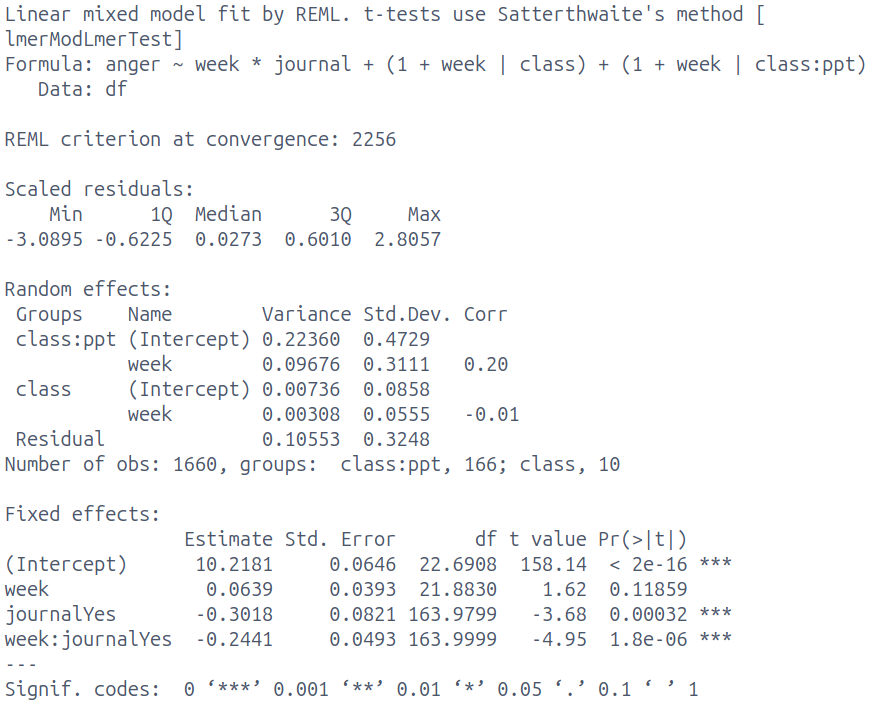 Linear mixed model fit by REML. t-tests use Satterthwaite's method [
lmerModLmerTest]
Formula: anger ~ week * journal + (1 + week | class) + (1 + week | class:ppt)
   Data: df

REML criterion at convergence: 2256

Scaled residuals:
    Min      1Q  Median      3Q     Max
-3.0895 -0.6225  0.0273  0.6010  2.8057

Random effects:
 Groups    Name        Variance Std.Dev. Corr
 class:ppt (Intercept) 0.22360  0.4729
           week        0.09676  0.3111   0.20
 class     (Intercept) 0.00736  0.0858
           week        0.00308  0.0555   -0.01
 Residual              0.10553  0.3248
Number of obs: 1660, groups:  class:ppt, 166; class, 10

Fixed effects:
                Estimate Std. Error       df t value Pr(>|t|)
(Intercept)      10.2181     0.0646  22.6908  158.14  < 2e-16 ***
week              0.0639     0.0393  21.8830    1.62  0.11859
journalYes       -0.3018     0.0821 163.9799   -3.68  0.00032 ***
week:journalYes  -0.2441     0.0493 163.9999   -4.95  1.8e-06 ***
---
Signif. codes:  0 ‘***’ 0.001 ‘**’ 0.01 ‘*’ 0.05 ‘.’ 0.1 ‘ ’ 1